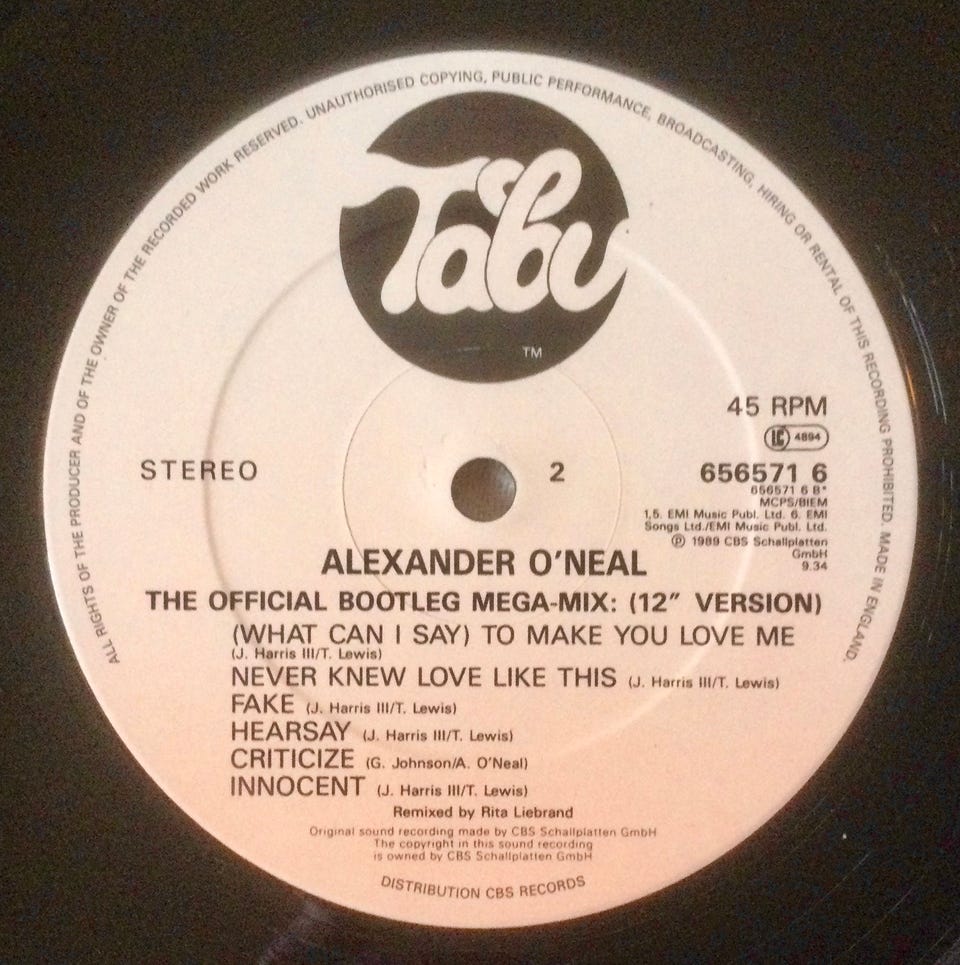 ALL RIGHTS OF THE PRODUCER AND OF THE OWNER OF THE RECORDED WORK RESERVED. UNAUTHORISED COPYING, PUBLIC PERFORMANCE, BROADCASTING, HIRING OR RENTAL OF THIS RECORDING PROHIBITED. MADE IN ENGLAND.
Tabu
TM
45 RPM
LC 4894
STEREO
2
656571 6
656571 6 B*
MCPS/BIEM
1,5. EMI Music Publ. Ltd. 6. EMI
Songs Ltd./EMI Music Publ. Ltd.
℗ 1989 CBS Schallplatten
GmbH
9.34
ALEXANDER O'NEAL
THE OFFICIAL BOOTLEG MEGA-MIX: (12" VERSION)
(WHAT CAN I SAY) TO MAKE YOU LOVE ME
(J. Harris III/T. Lewis)
NEVER KNEW LOVE LIKE THIS (J. Harris III/T. Lewis)
FAKE (J. Harris III/T. Lewis)
HEARSAY (J. Harris III/T. Lewis)
CRITICIZE (G. Johnson/A. O'Neal)
INNOCENT (J. Harris III/T. Lewis)
Remixed by Rita Liebrand
Original sound recording made by CBS Schallplatten GmbH
The copyright in this sound recording
is owned by CBS Schallplatten GmbH
DISTRIBUTION CBS RECORDS